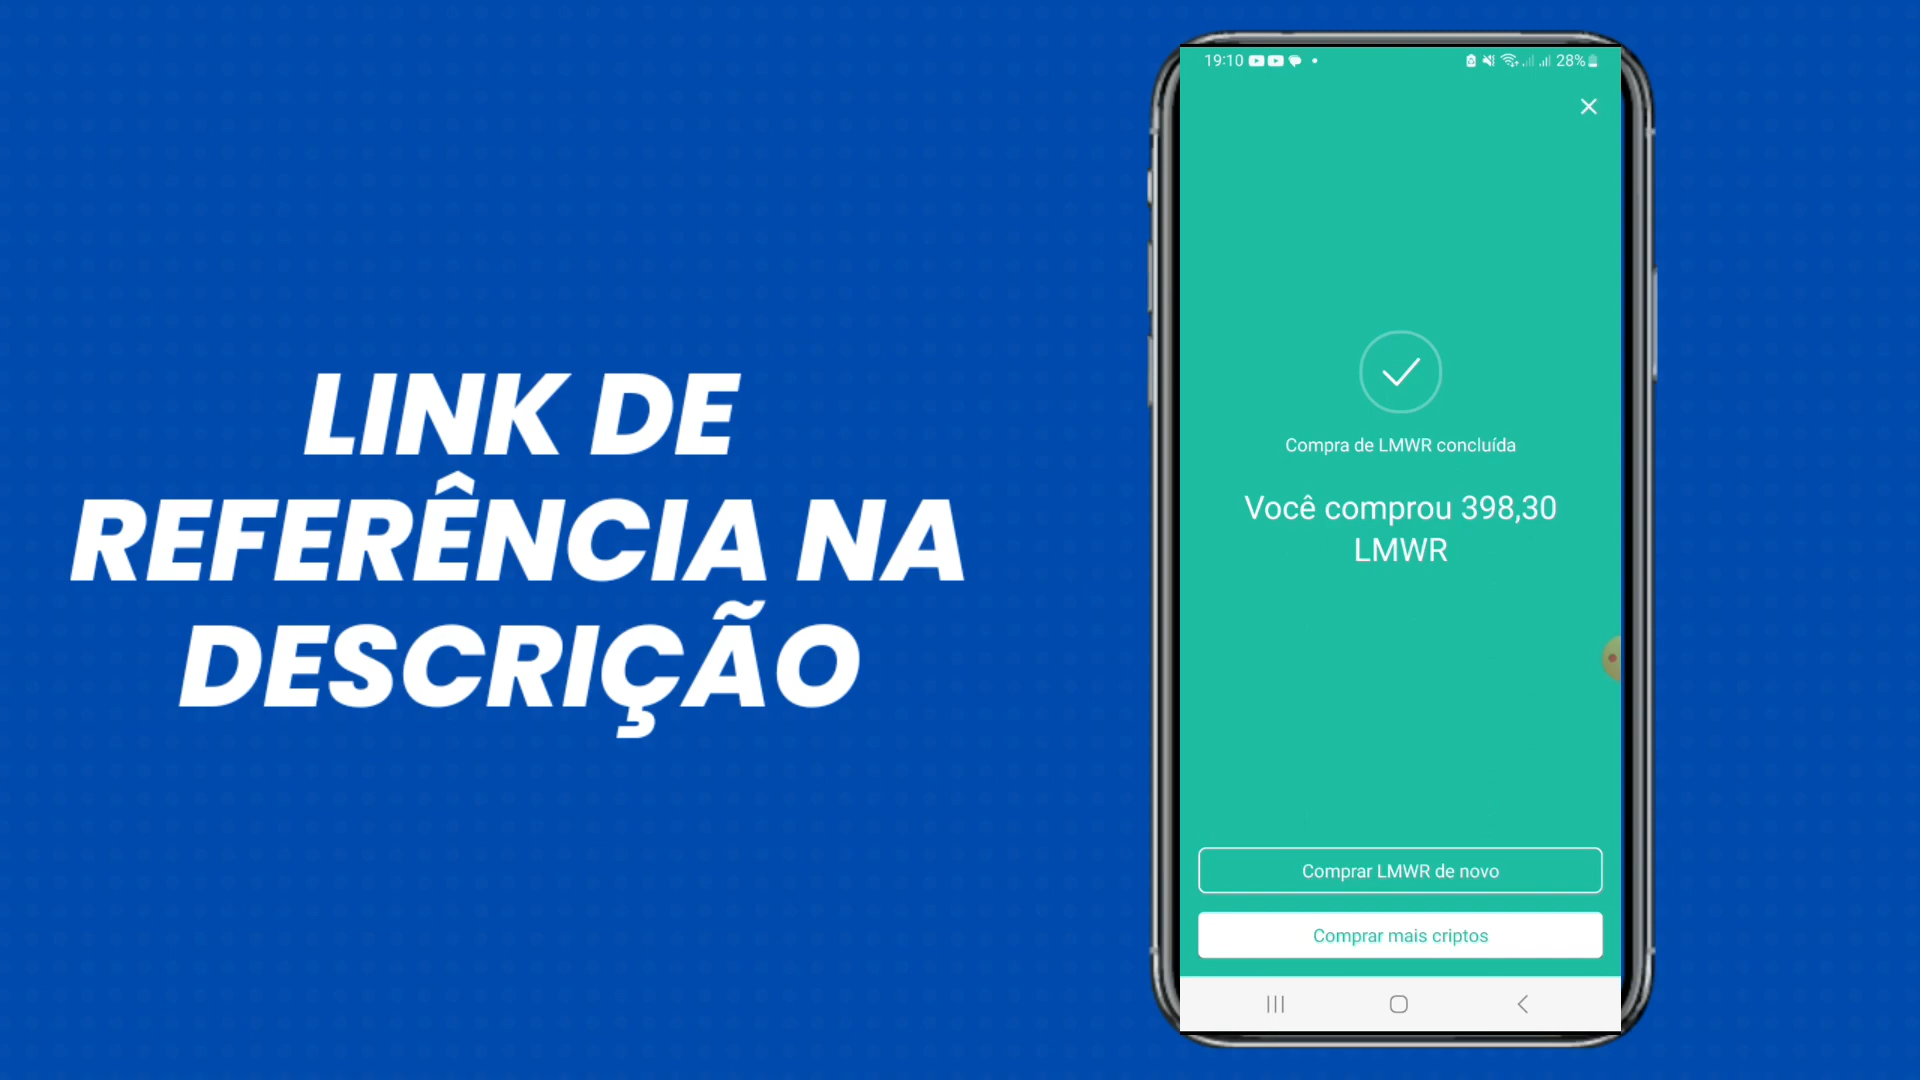 LINK DE
REFERÊNCIA NA
DESCRIÇÃO
19:10
28%
Compra de LMWR concluída
Você comprou 398,30
LMWR
Comprar LMWR de novo
Comprar mais criptos